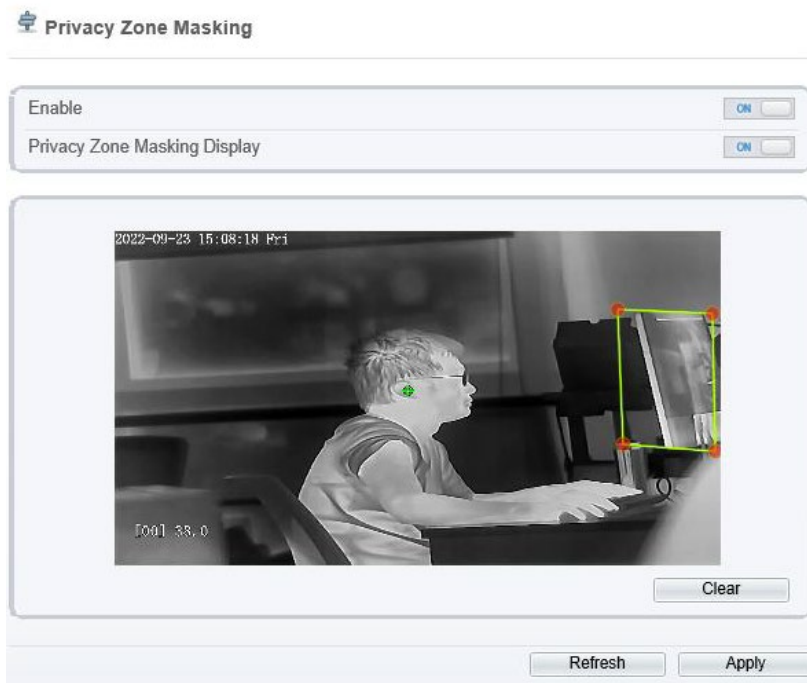 Privacy Zone Masking
Enable
ON
Privacy Zone Masking Display
ON
2022-09-23 15:08:18 Fri
[00] 38.0
Clear
Refresh
Apply